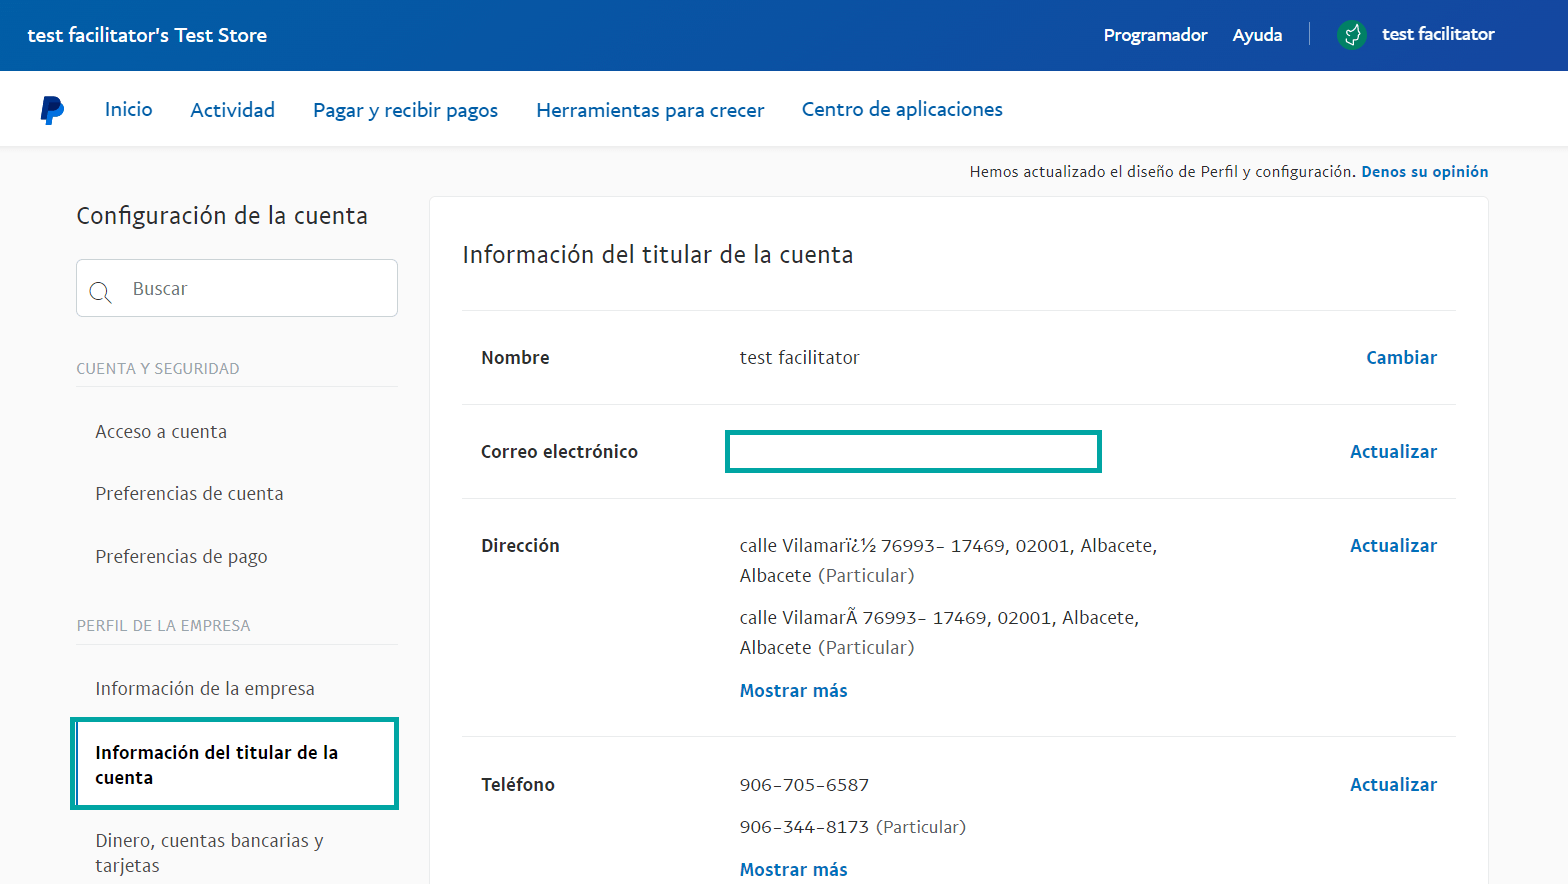 test facilitator's Test Store
Programador
Ayuda
test facilitator
Inicio
Actividad
Pagar y recibir pagos
Herramientas para crecer
Centro de aplicaciones
Hemos actualizado el diseño de Perfil y configuración. Denos su opinión
Configuración de la cuenta
Buscar
CUENTA Y SEGURIDAD
Acceso a cuenta
Preferencias de cuenta
Preferencias de pago
PERFIL DE LA EMPRESA
Información de la empresa
Información del titular de la
cuenta
Dinero, cuentas bancarias y
tarjetas
Información del titular de la cuenta
Nombre
test facilitator
Cambiar
Correo electrónico
Actualizar
Dirección
calle Vilamarï¿½ 76993- 17469, 02001, Albacete,
Albacete (Particular)
calle VilamarÃ 76993- 17469, 02001, Albacete,
Albacete (Particular)
Mostrar más
Actualizar
Teléfono
906-705-6587
906-344-8173 (Particular)
Mostrar más
Actualizar